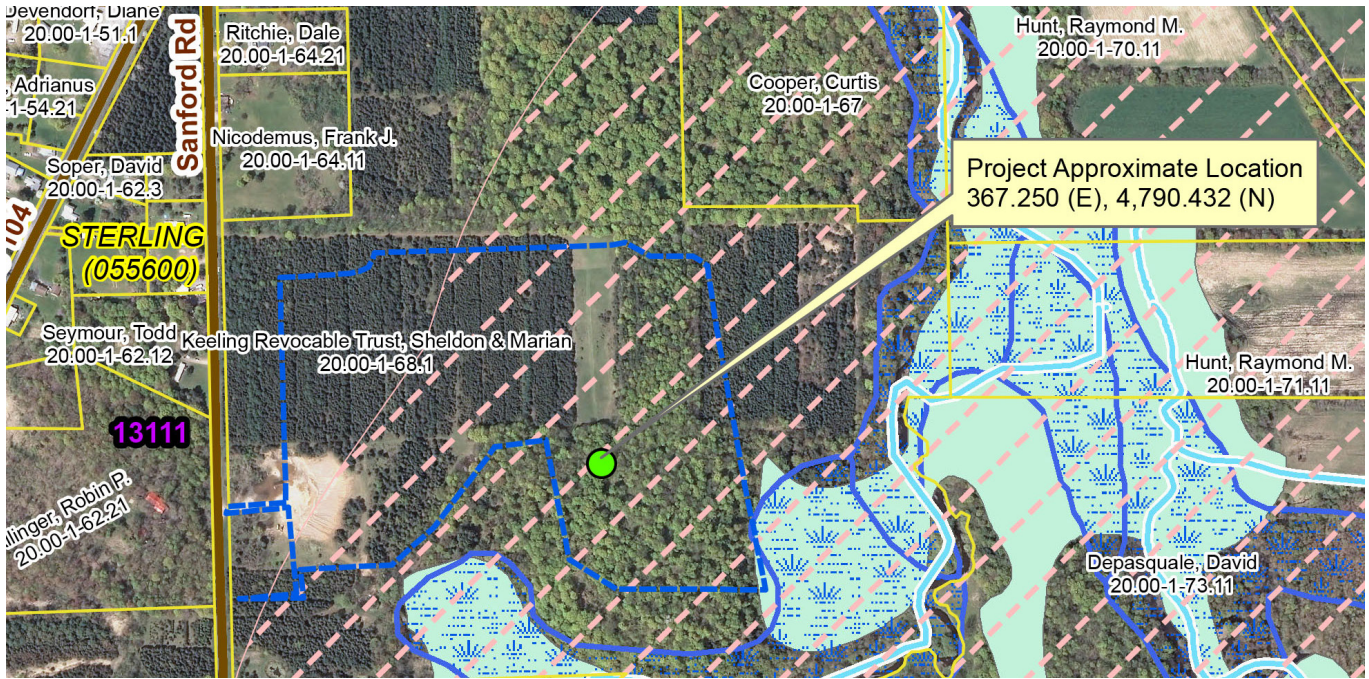 Devendorf, Diane
20.00-1-51.1
Ritchie, Dale
20.00-1-64.21
Hunt, Raymond M.
20.00-1-70.11
, Adrianus
-1-54.21
Cooper, Curtis
20.00-1-67
Sanford Rd
Nicodemus, Frank J.
20.00-1-64.11
Soper, David
20.00-1-62.3
Project Approximate Location
367.250 (E), 4,790.432 (N)
704
STERLING
(055600)
Seymour, Todd
20.00-1-62.12
Keeling Revocable Trust, Sheldon & Marian
20.00-1-68.1
Hunt, Raymond M.
20.00-1-71.11
13111
llinger, Robin P.
20.00-1-62.21
Depasquale, David
20.00-1-73.11